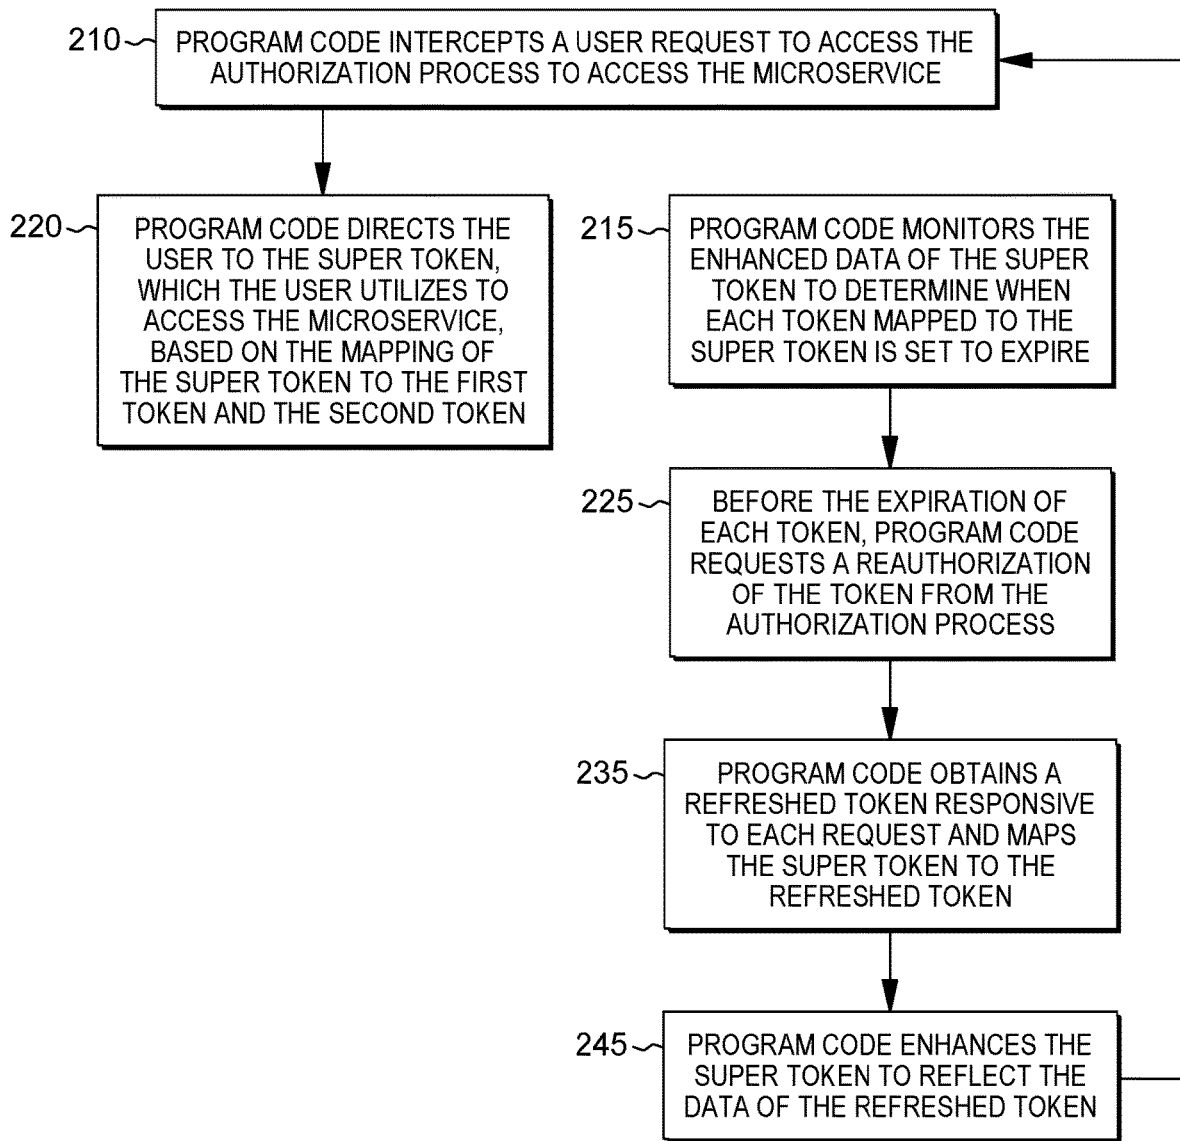 210
PROGRAM CODE INTERCEPTS A USER REQUEST TO ACCESS THE
AUTHORIZATION PROCESS TO ACCESS THE MICROSERVICE
220
PROGRAM CODE DIRECTS THE
USER TO THE SUPER TOKEN,
WHICH THE USER UTILIZES TO
ACCESS THE MICROSERVICE,
BASED ON THE MAPPING OF
THE SUPER TOKEN TO THE FIRST
TOKEN AND THE SECOND TOKEN
215
PROGRAM CODE MONITORS THE
ENHANCED DATA OF THE SUPER
TOKEN TO DETERMINE WHEN
EACH TOKEN MAPPED TO THE
SUPER TOKEN IS SET TO EXPIRE
225
BEFORE THE EXPIRATION OF
EACH TOKEN, PROGRAM CODE
REQUESTS A REAUTHORIZATION
OF THE TOKEN FROM THE
AUTHORIZATION PROCESS
235
PROGRAM CODE OBTAINS A
REFRESHED TOKEN RESPONSIVE
TO EACH REQUEST AND MAPS
THE SUPER TOKEN TO THE
REFRESHED TOKEN
245
PROGRAM CODE ENHANCES THE
SUPER TOKEN TO REFLECT THE
DATA OF THE REFRESHED TOKEN